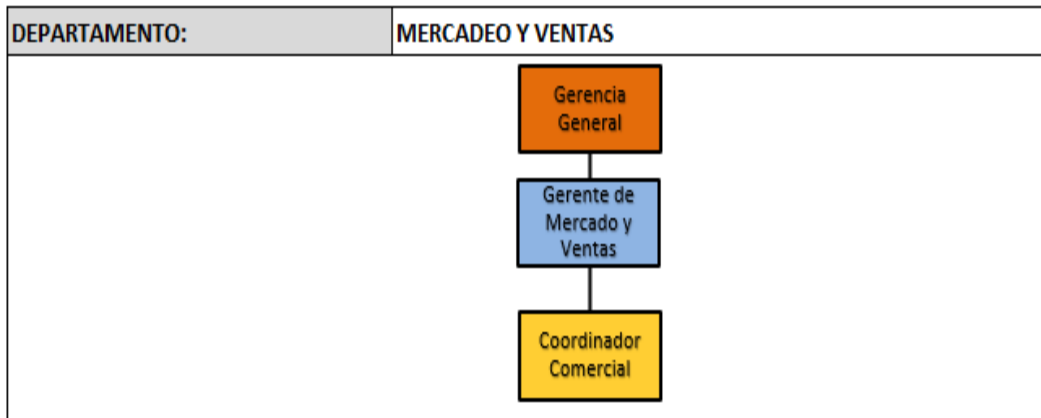 DEPARTAMENTO: MERCADEO Y VENTAS
Gerencia
General
Gerente de
Mercado y
Ventas
Coordinador
Comercial